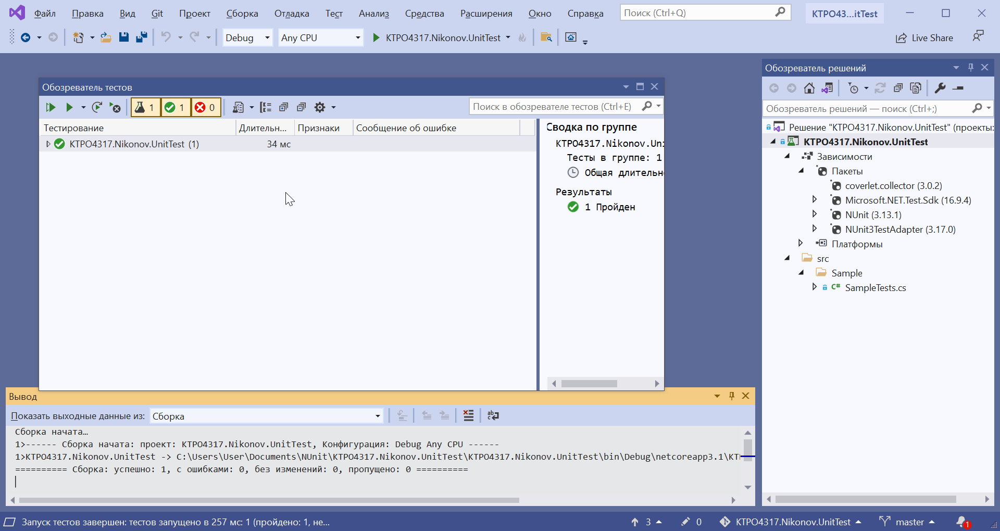 Файл Правка Вид Git Проект Сборка Отладка Тест Анализ Средства Расширения Окно Справка Поиск (Ctrl+Q) КТРО43...itTest
Debug Any CPU KTPO4317.Nikonov.UnitTest Live Share
Обозреватель тестов
1 1 0 Поиск в обозревателе тестов (Ctrl+E)
Тестирование Длительн... Признаки Сообщение об ошибке
KTPO4317.Nikonov.UnitTest (1) 34 мс
Сводка по группе
KTPO4317.Nikonov.Uni
Тесты в группе: 1
Общая длительн
Результаты
1 Пройден
Вывод
Показать выходные данные из: Сборка
Сборка начата…
1>------ Сборка начата: проект: KTPO4317.Nikonov.UnitTest, Конфигурация: Debug Any CPU ------
1>KTPO4317.Nikonov.UnitTest -> C:\Users\User\Documents\NUnit\KTPO4317.Nikonov.UnitTest\KTPO4317.Nikonov.UnitTest\bin\Debug\netcoreapp3.1\KT
========== Сборка: успешно: 1, с ошибками: 0, без изменений: 0, пропущено: 0 ==========
Обозреватель решений
Обозреватель решений — поиск (Ctrl+;)
Решение "KTPO4317.Nikonov.UnitTest" (проекты:
KTPO4317.Nikonov.UnitTest
Зависимости
Пакеты
coverlet.collector (3.0.2)
Microsoft.NET.Test.Sdk (16.9.4)
NUnit (3.13.1)
NUnit3TestAdapter (3.17.0)
Платформы
src
Sample
C# SampleTests.cs
Запуск тестов завершен: тестов запущено в 257 мс: 1 (пройдено: 1, не... 3 0 KTPO4317.Nikonov.UnitTest master 1